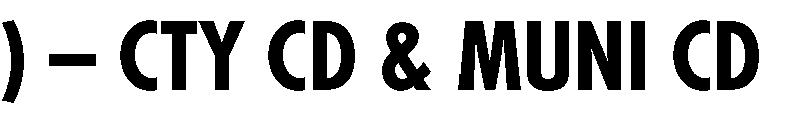 ) – CTY CD & MUNI CD